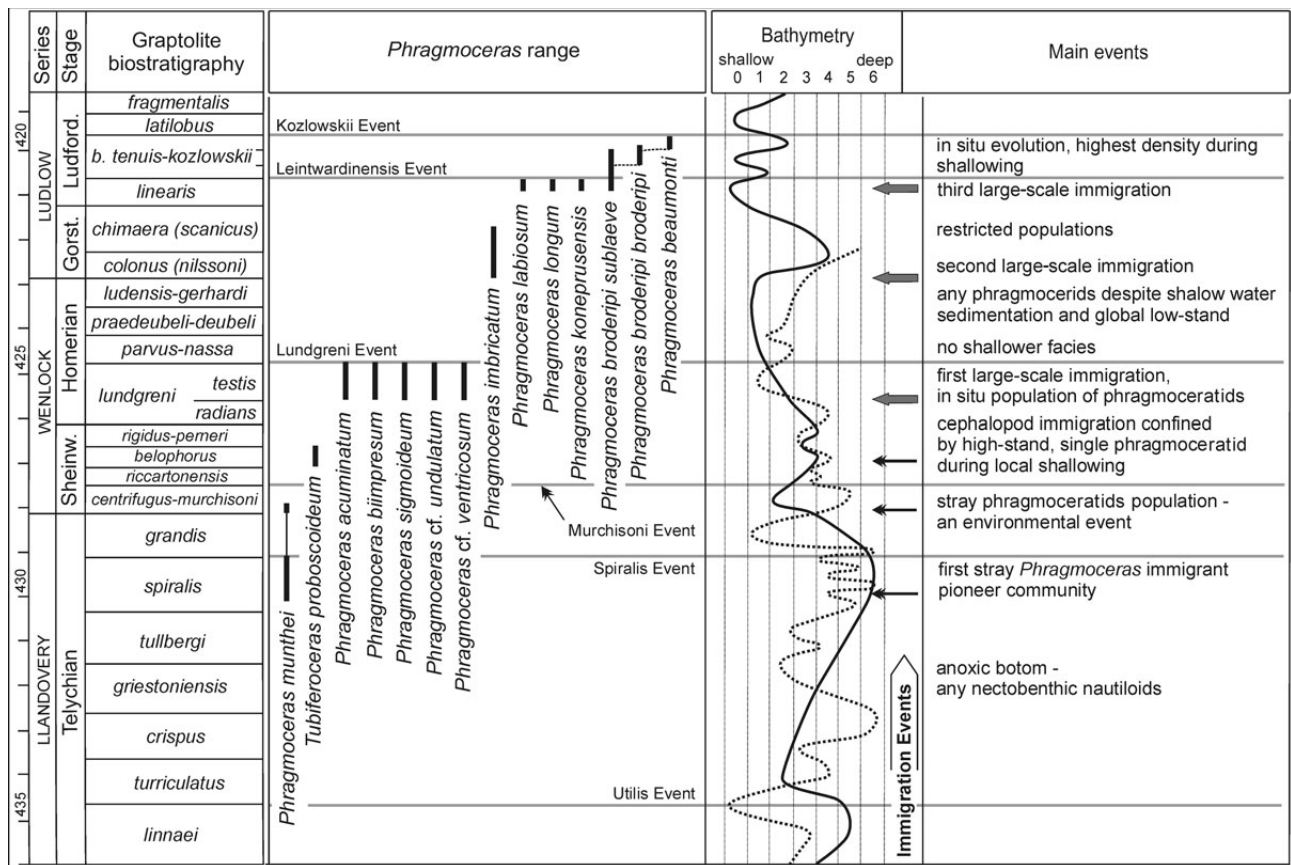 Series
Stage
Graptolite
biostratigraphy
Phragmoceras range
Bathymetry
shallow deep
0 1 2 3 4 5 6
Main events
420
425
430
435
LUDLOW
WENLOCK
LLANDOVERY
Ludford.
Gorst.
Homerian
Sheinw.
Telychian
fragmentalis
latilobus
b. tenuis-kozlowskii
linearis
chimaera (scanicus)
colonus (nilssoni)
ludensis-gerhardi
praedeubeli-deubeli
parvus-nassa
lundgreni
testis
radians
rigidus-perneri
belophorus
riccartonensis
centrifugus-murchisoni
grandis
spiralis
tullbergi
griestoniensis
crispus
turriculatus
linnaei
Kozlowskii Event
Leintwardinensis Event
Lundgreni Event
Murchisoni Event
Spiralis Event
Utilis Event
Phragmoceras munthei
Tubiferoceras proboscoideum
Phragmoceras acuminatum
Phragmoceras biinpresum
Phragmoceras sigmoideum
Phragmoceras cf. undulatum
Phragmoceras cf. ventricosum
Phragmoceras imbricatum
Phragmoceras labiosum
Phragmoceras longum
Phragmoceras koneprusensis
Phragmoceras broderipi sublaeve
Phragmoceras broderipi broderipi
Phragmoceras beaumonti
Immigration Events
in situ evolution, highest density during
shallowing
third large-scale immigration
restricted populations
second large-scale immigration
any phragmocerids despite shalow water
sedimentation and global low-stand
no shallower facies
first large-scale immigration,
in situ population of phragmoceratids
cephalopod immigration confined
by high-stand, single phragmoceratid
during local shallowing
stray phragmoceratids population -
an environmental event
first stray Phragmoceras immigrant
pioneer community
anoxic botom -
any nectobenthic nautiloids